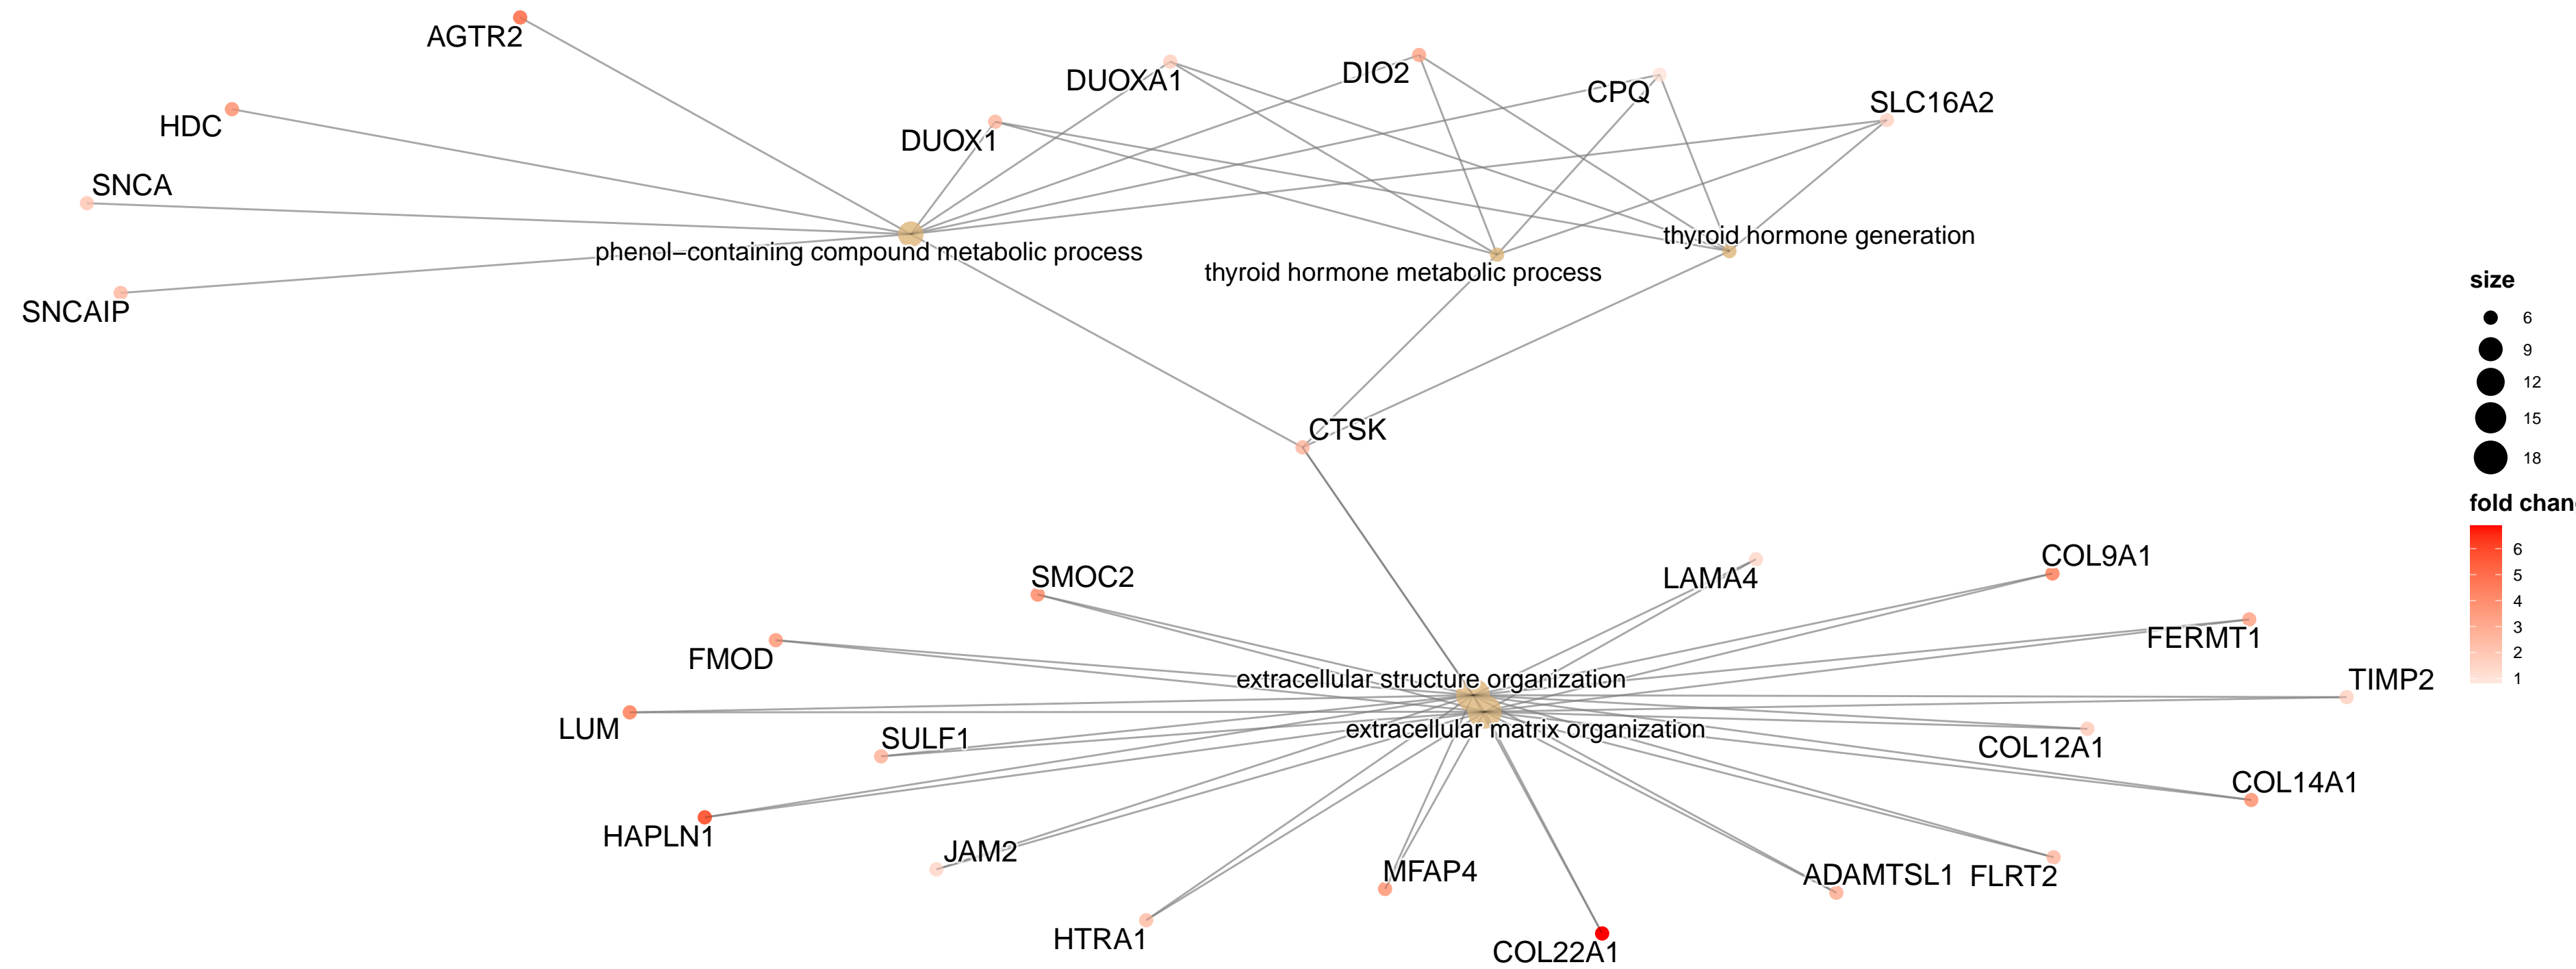 AGTR2
DUOXA1
DIO2
CPQ
SLC16A2
HDC
DUOX1
SNCA
phenol−containing compound metabolic process
thyroid hormone generation
thyroid hormone metabolic process
SNCAIP
CTSK
SMOC2
LAMA4
COL9A1
FMOD
FERMT1
extracellular structure organization
TIMP2
LUM
SULF1
extracellular matrix organization
COL12A1
COL14A1
HAPLN1
JAM2
MFAP4
ADAMTSL1
FLRT2
HTRA1
COL22A1
size
6
9
12
15
18
fold chan
6
5
4
3
2
1